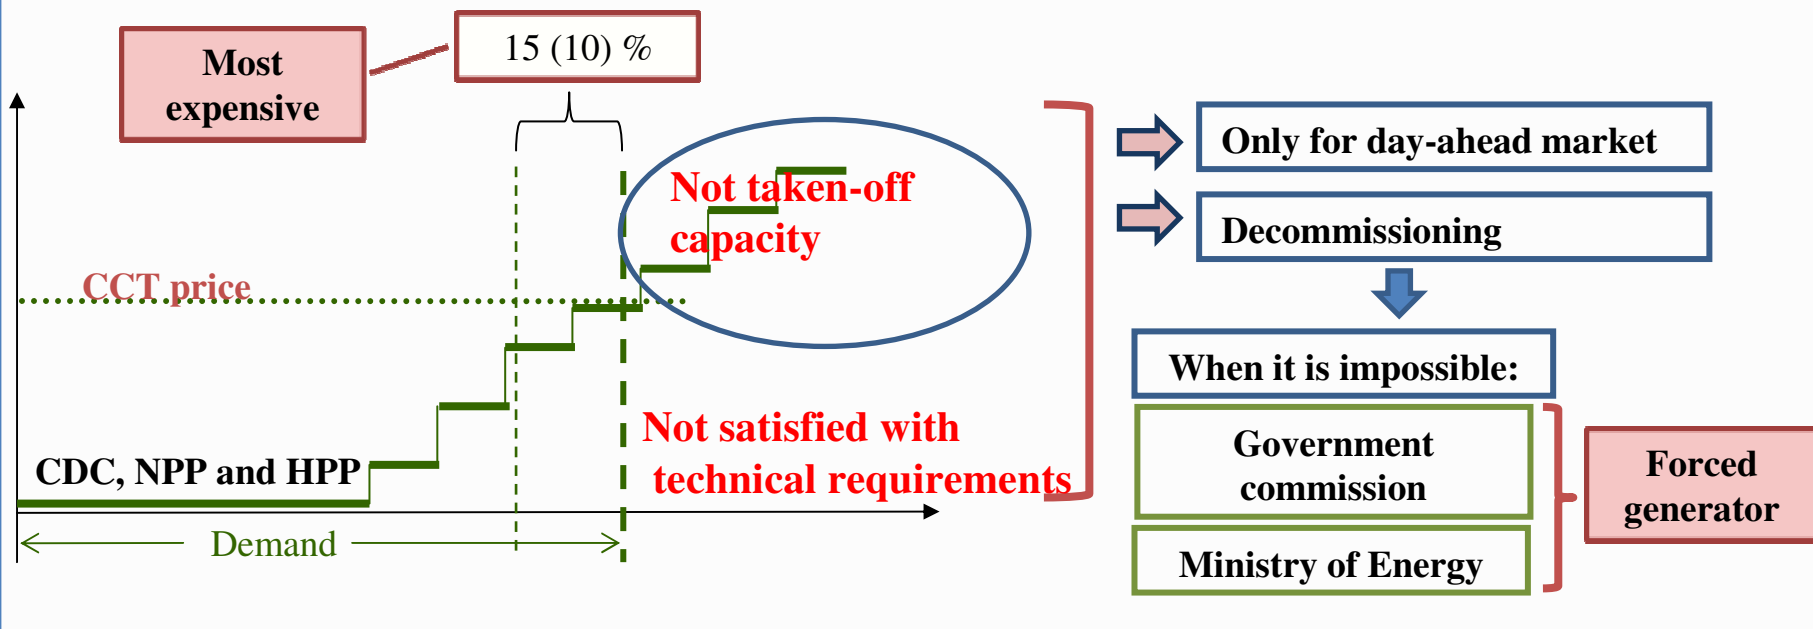 Most
expensive
15 (10) %
Not taken-off
capacity
CCT price
CDC, NPP and HPP
Not satisfied with
technical requirements
Demand
Only for day-ahead market
Decommissioning
When it is impossible:
Government
commission
Ministry of Energy
Forced
generator